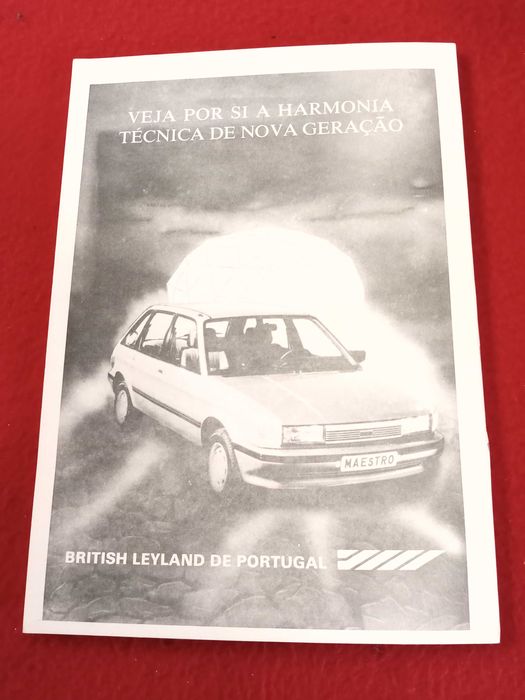 VEJA POR SI A HARMONIA
TÉCNICA DE NOVA GERAÇÃO
MAESTRO
BRITISH LEYLAND DE PORTUGAL